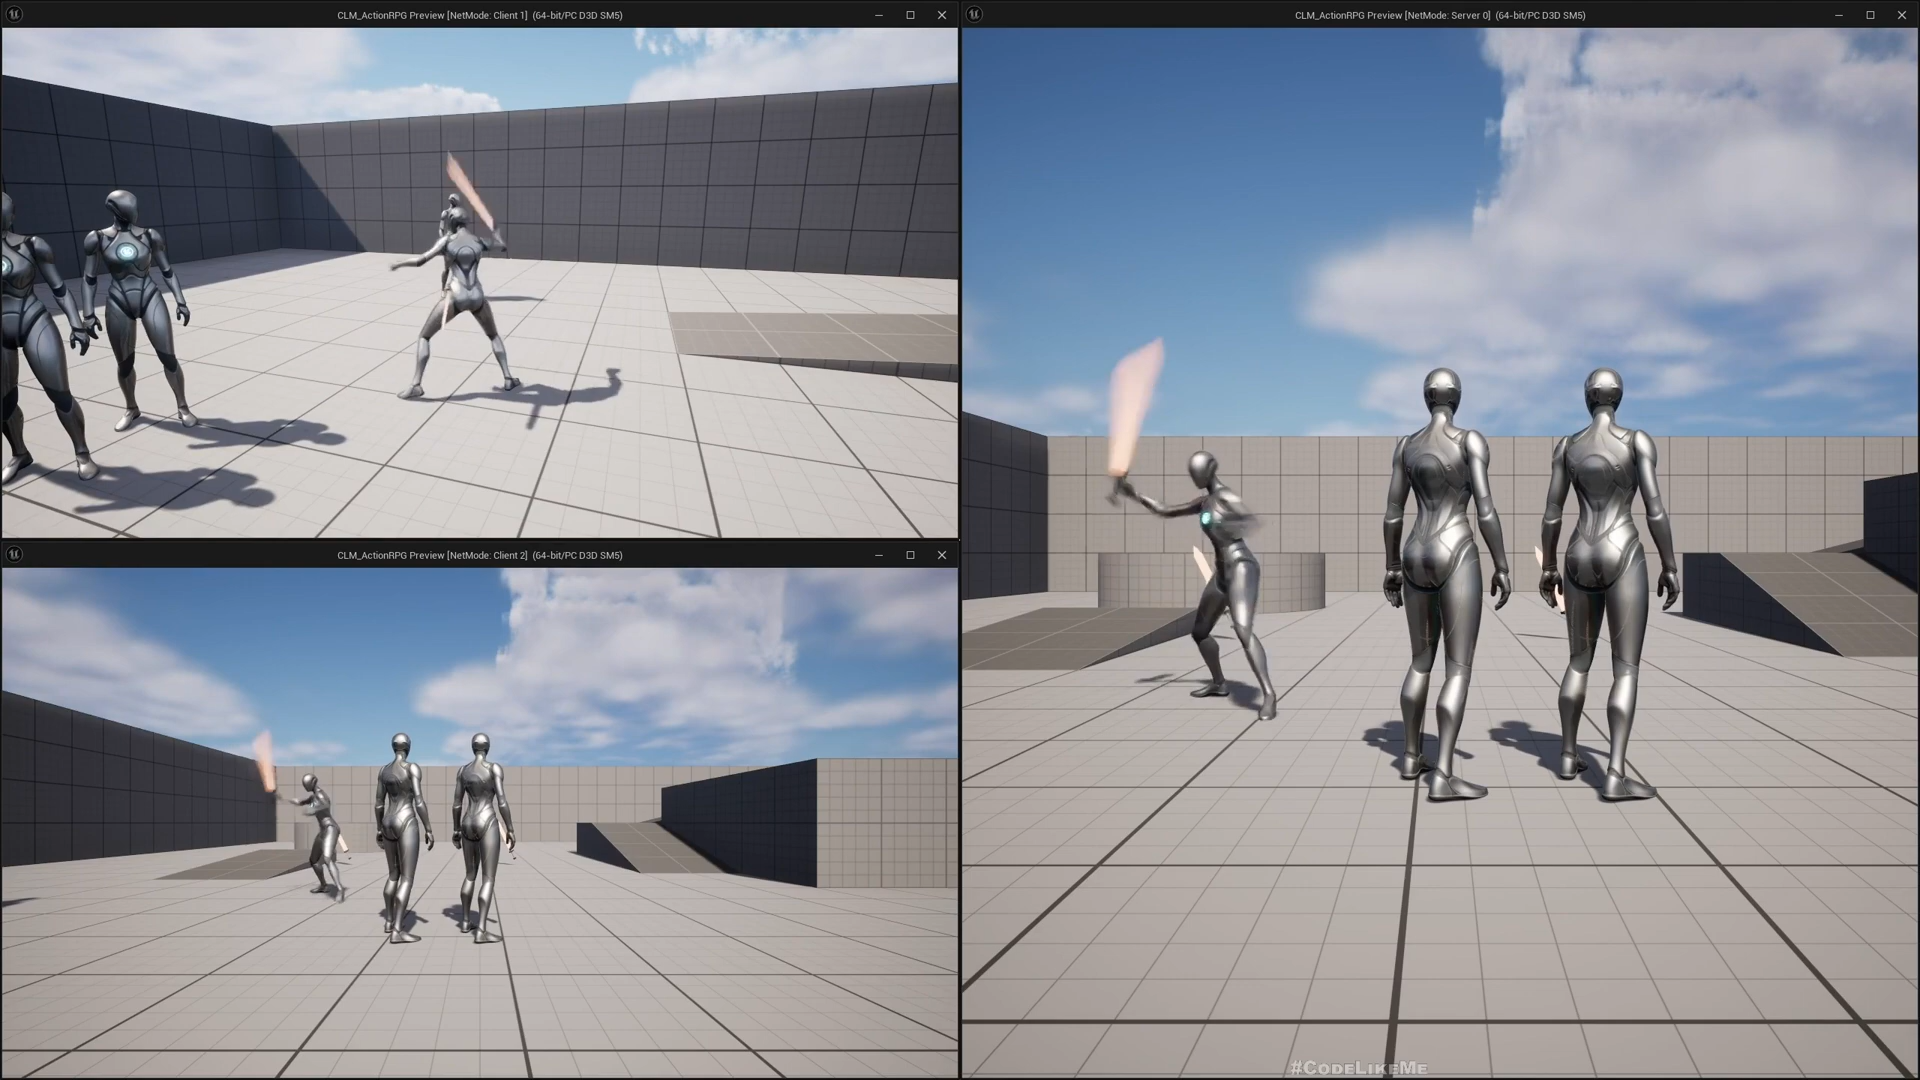 CLM_ActionRPG Preview [NetMode: Client 1] (64-bit/PC D3D SM5)
CLM_ActionRPG Preview [NetMode: Server 0] (64-bit/PC D3D SM5)
CLM_ActionRPG Preview [NetMode: Client 2] (64-bit/PC D3D SM5)
#CodeLikeMe